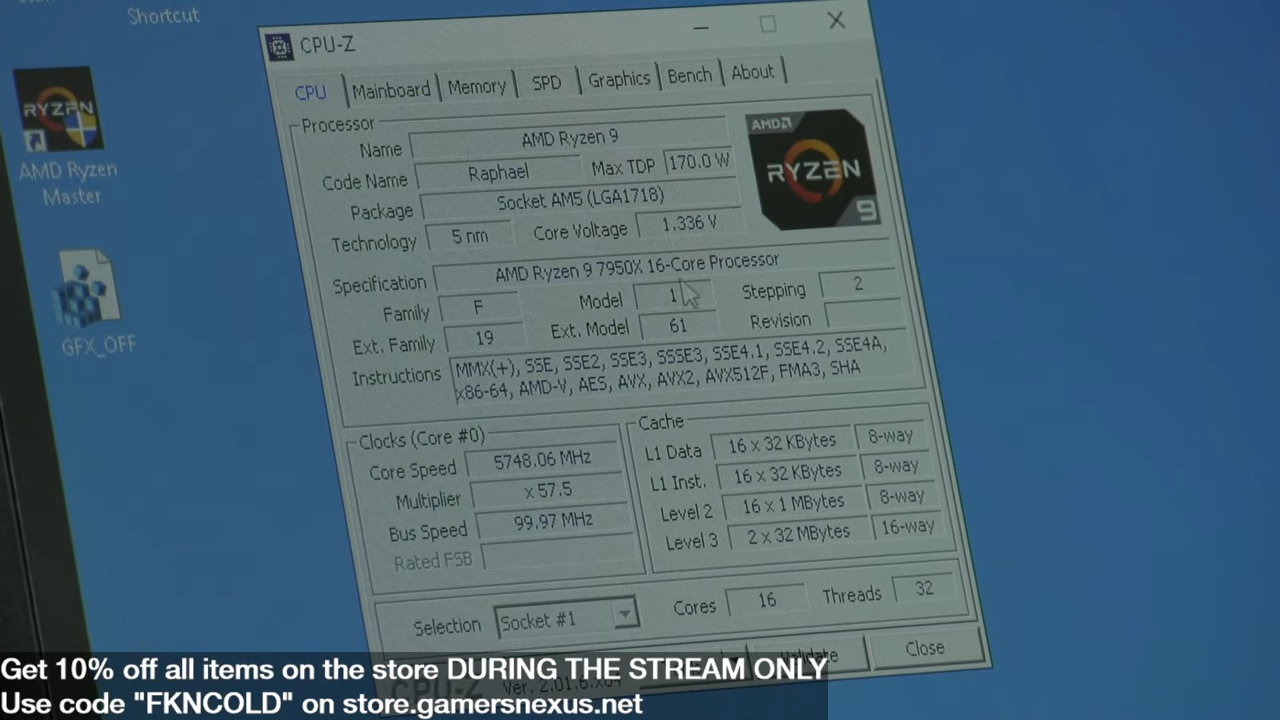 Shortcut
CPU-Z
CPU Mainboard Memory SPD Graphics Bench About
RYZEN
AMD Ryzen
Master
GFX_OFF
Processor
Name AMD Ryzen 9
Code Name Raphael Max TDP 170.0 W
Package Socket AM5 (LGA1718)
Technology 5 nm Core Voltage 1.336 V
AMD
RYZEN
9
Specification AMD Ryzen 9 7950X 16-Core Processor
Family F Model 1 Stepping 2
Ext. Family 19 Ext. Model 61 Revision
Instructions MMX(+), SSE, SSE2, SSE3, SSSE3, SSE4.1, SSE4.2, SSE4A,
x86-64, AMD-V, AES, AVX, AVX2, AVX512F, FMA3, SHA
Clocks (Core #0)
Core Speed 5748.06 MHz
Multiplier x 57.5
Bus Speed 99.97 MHz
Rated FSB
Cache
L1 Data 16 x 32 KBytes 8-way
L1 Inst. 16 x 32 KBytes 8-way
Level 2 16 x 1 MBytes 8-way
Level 3 2 x 32 MBytes 16-way
Selection Socket #1 Cores 16 Threads 32
CPU-Z Ver. Validate Close
Get 10% off all items on the store DURING THE STREAM ONLY
Use code "FKNCOLD" on store.gamersnexus.net